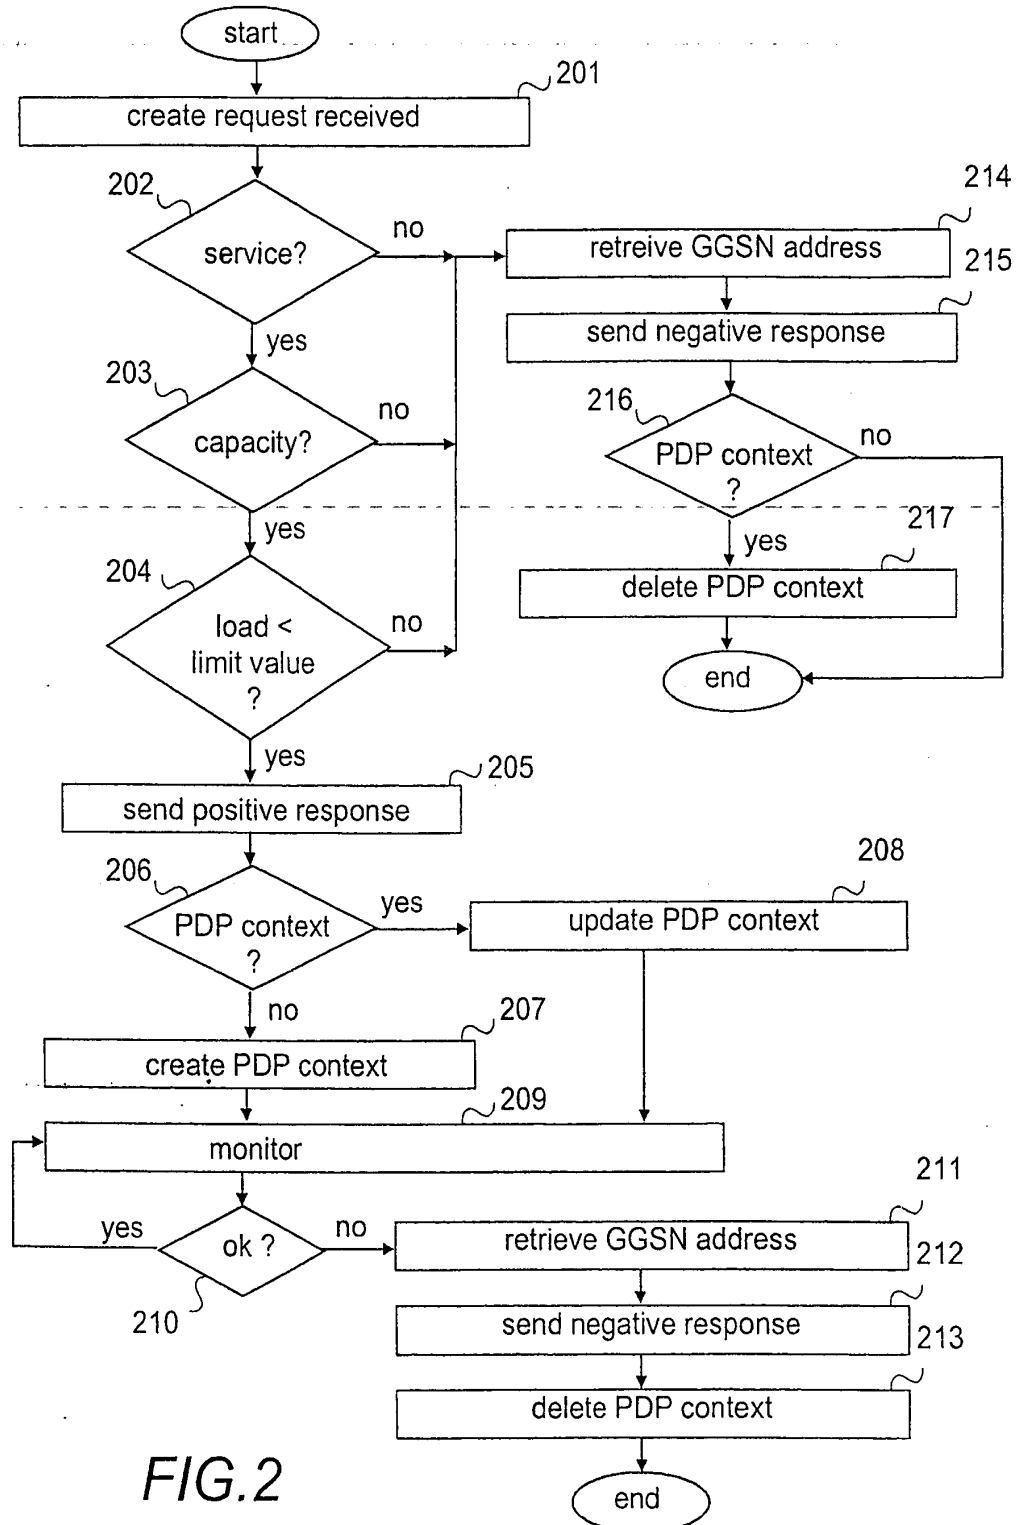 start
201
create request received
202
service?
no
214
retreive GGSN address
215
send negative response
yes
203
capacity?
no
216
PDP context
?
no
yes
217
delete PDP context
end
yes
204
load <
limit value
?
no
yes
205
send positive response
206
PDP context
?
yes
208
update PDP context
no
207
create PDP context
209
monitor
yes
ok ?
no
210
211
retrieve GGSN address
212
send negative response
213
delete PDP context
end
FIG.2